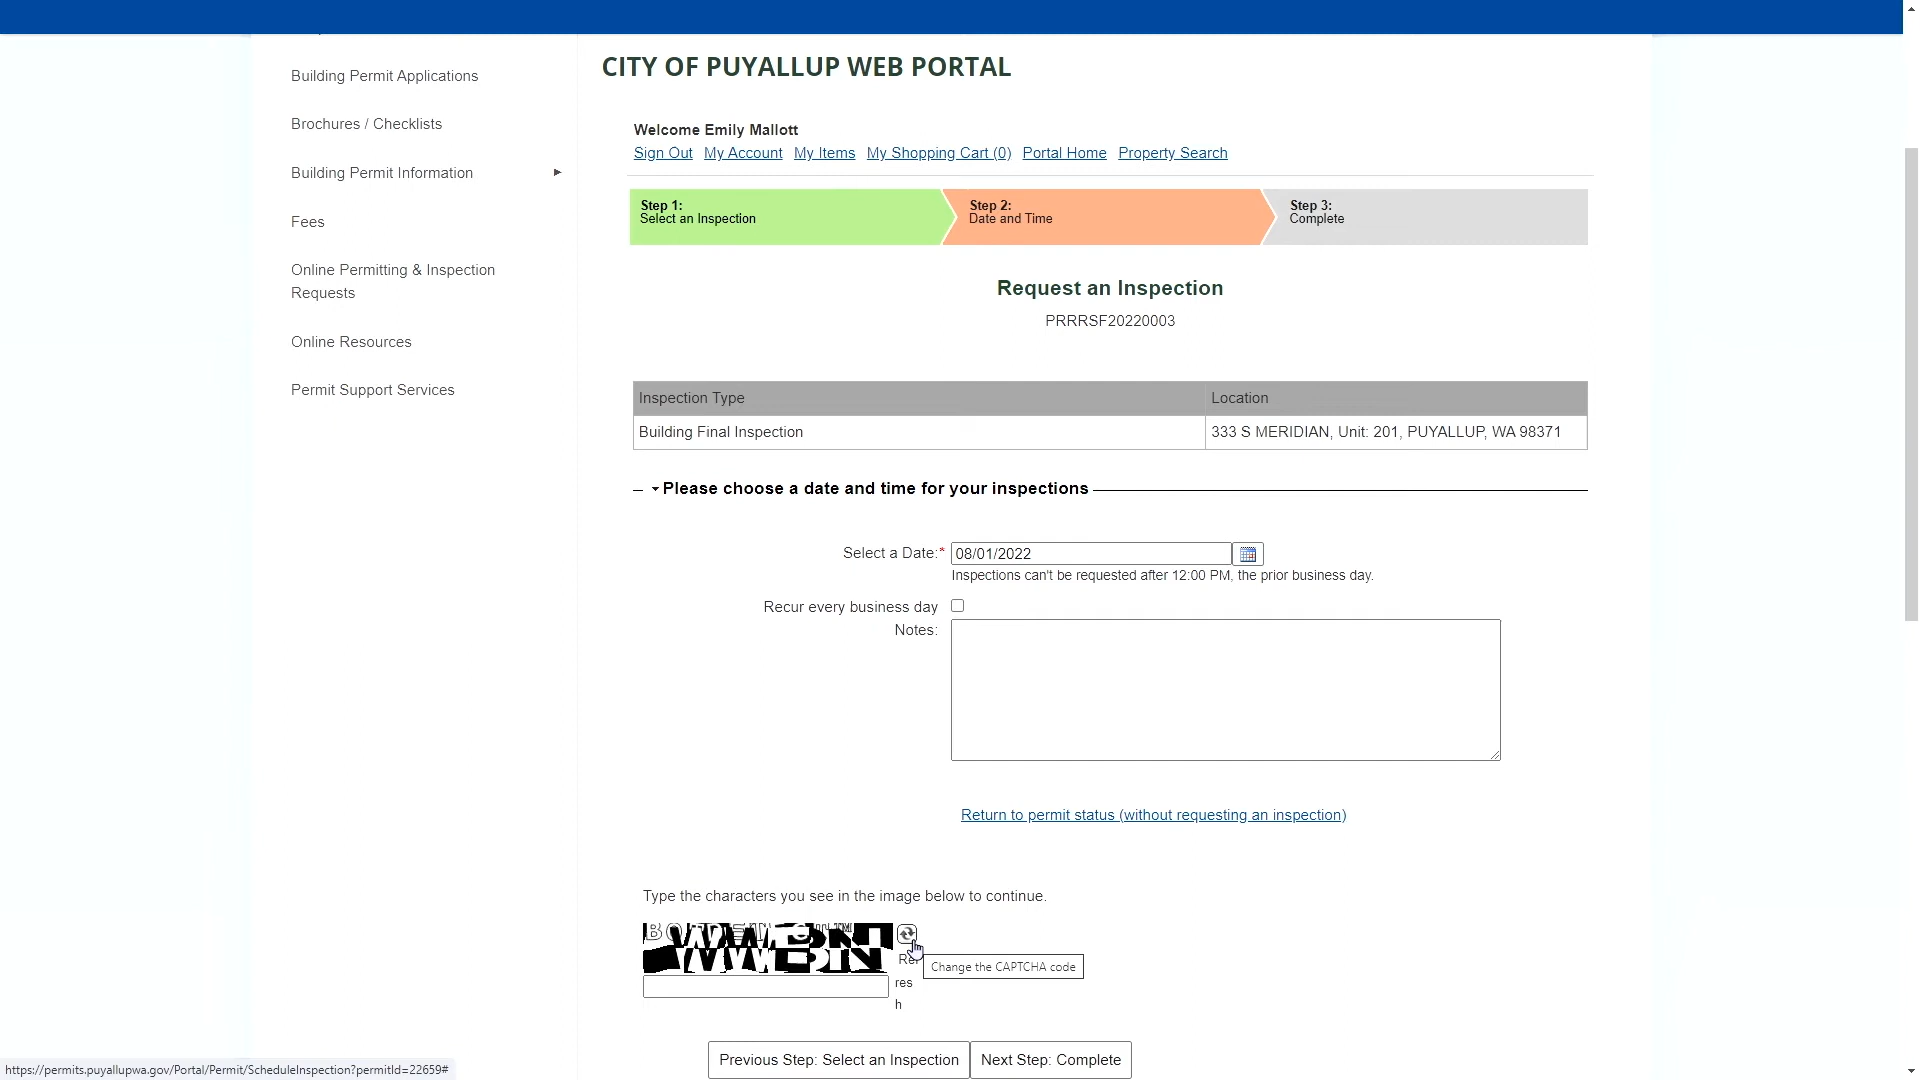 CITY OF PUYALLUP WEB PORTAL
Building Permit Applications
Brochures / Checklists
Building Permit Information
Fees
Online Permitting & Inspection
Requests
Online Resources
Permit Support Services
Welcome Emily Mallott
Sign Out My Account My Items My Shopping Cart (0) Portal Home Property Search
Step 1:
Select an Inspection
Step 2:
Date and Time
Step 3:
Complete
Request an Inspection
PRRRSF20220003
Inspection Type Location
Building Final Inspection 333 S MERIDIAN, Unit: 201, PUYALLUP, WA 98371
Please choose a date and time for your inspections
Select a Date:* 08/01/2022
Inspections can't be requested after 12:00 PM, the prior business day.
Recur every business day
Notes:
Return to permit status (without requesting an inspection)
Type the characters you see in the image below to continue.
Change the CAPTCHA code
res
h
Previous Step: Select an Inspection Next Step: Complete
https://permits.puyallupwa.gov/Portal/Permit/ScheduleInspection?permitId=22659#